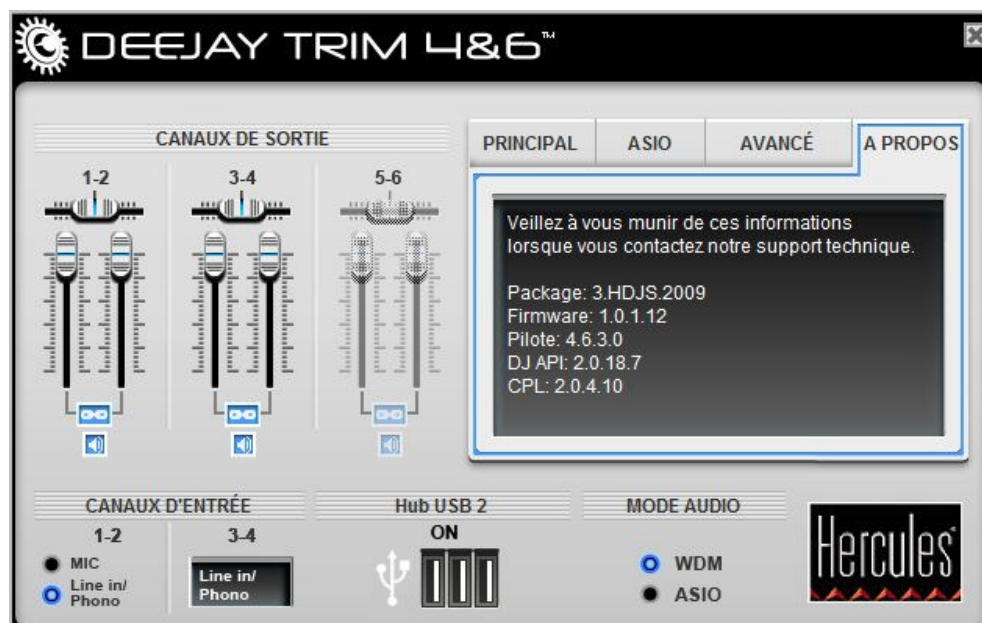 DEEJAY TRIM 4&6™
CANAUX DE SORTIE
1-2
3-4
5-6
PRINCIPAL
ASIO
AVANCÉ
A PROPOS
Veillez à vous munir de ces informations
lorsque vous contactez notre support technique.
Package: 3.HDJS.2009
Firmware: 1.0.1.12
Pilote: 4.6.3.0
DJ API: 2.0.18.7
CPL: 2.0.4.10
CANAUX D'ENTRÉE
1-2
3-4
MIC
Line in/
Phono
Line in/
Phono
Hub USB 2
ON
MODE AUDIO
WDM
ASIO
Hercules